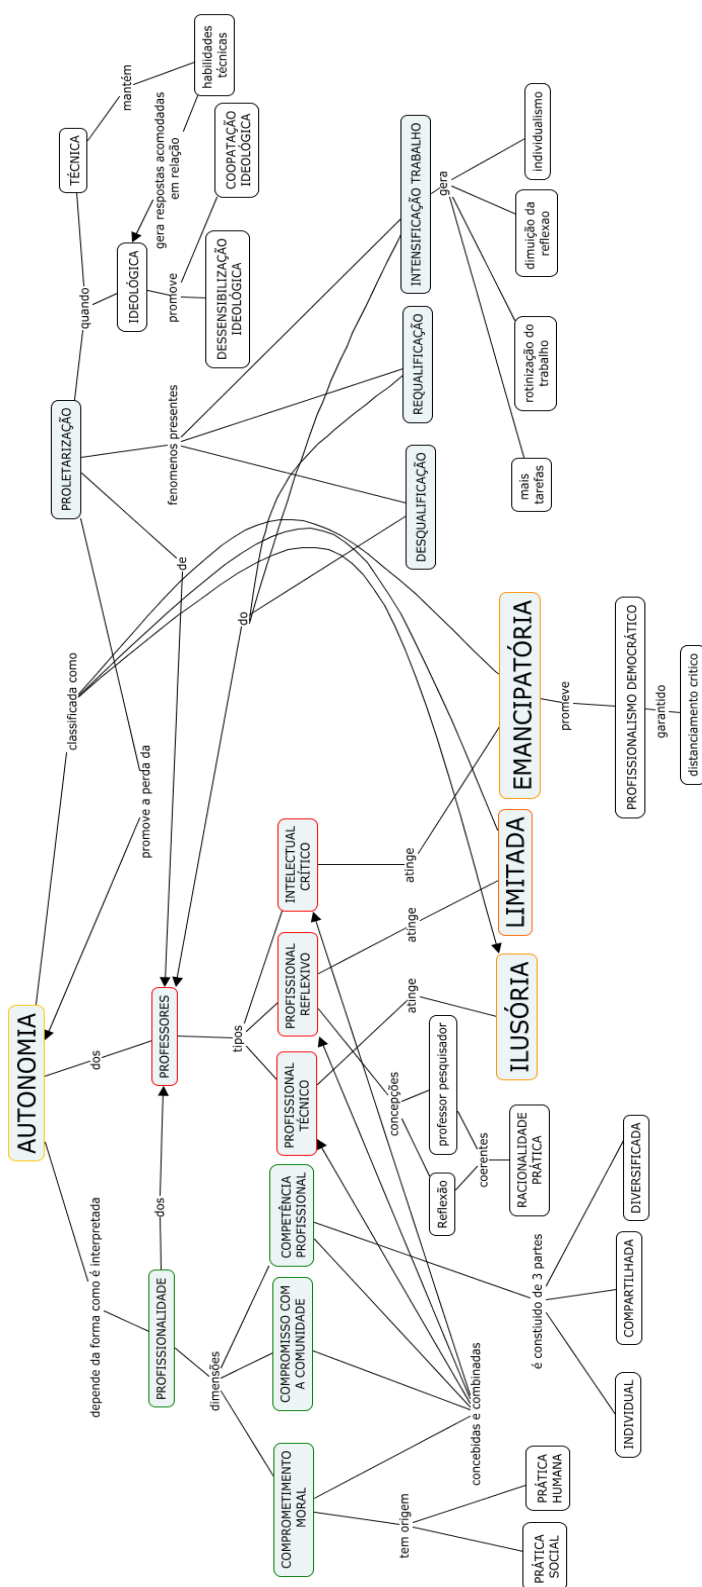 AUTONOMIA
depende da forma como é interpretada
dos
classificada como
promove a perda da
PROLETARIZAÇÃO
quando
TÉCNICA
mantém
habilidades
técnicas
IDEOLÓGICA
gera respostas acomodadas
em relação
promove
DESSENSIBILIZAÇÃO
IDEOLÓGICA
COOPATAÇÃO
IDEOLÓGICA
fenomenos presentes
de
do
DESQUALIFICAÇÃO
REQUALIFICAÇÃO
INTENSIFICAÇÃO TRABALHO
gera
mais
tarefas
rotinização do
trabalho
dimuição da
reflexao
individualismo
PROFISSIONALIDADE
dos
PROFESSORES
dimensões
tipos
COMPROMETIMENTO
MORAL
COMPROMISSO COM
A COMUNIDADE
COMPETÊNCIA
PROFISSIONAL
PROFISSIONAL
TÉCNICO
PROFISSIONAL
REFLEXIVO
INTELECTUAL
CRÍTICO
tem origem
PRÁTICA
SOCIAL
PRÁTICA
HUMANA
concebidas e combinadas
é constiuido de 3 partes
INDIVIDUAL
COMPARTILHADA
DIVERSIFICADA
concepções
Reflexão
professor pesquisador
coerentes
RACIONALIDADE
PRÁTICA
atinge
atinge
atinge
ILUSÓRIA
LIMITADA
EMANCIPATÓRIA
promeve
PROFISSIONALISMO DEMOCRÁTICO
garantido
distanciamento critico